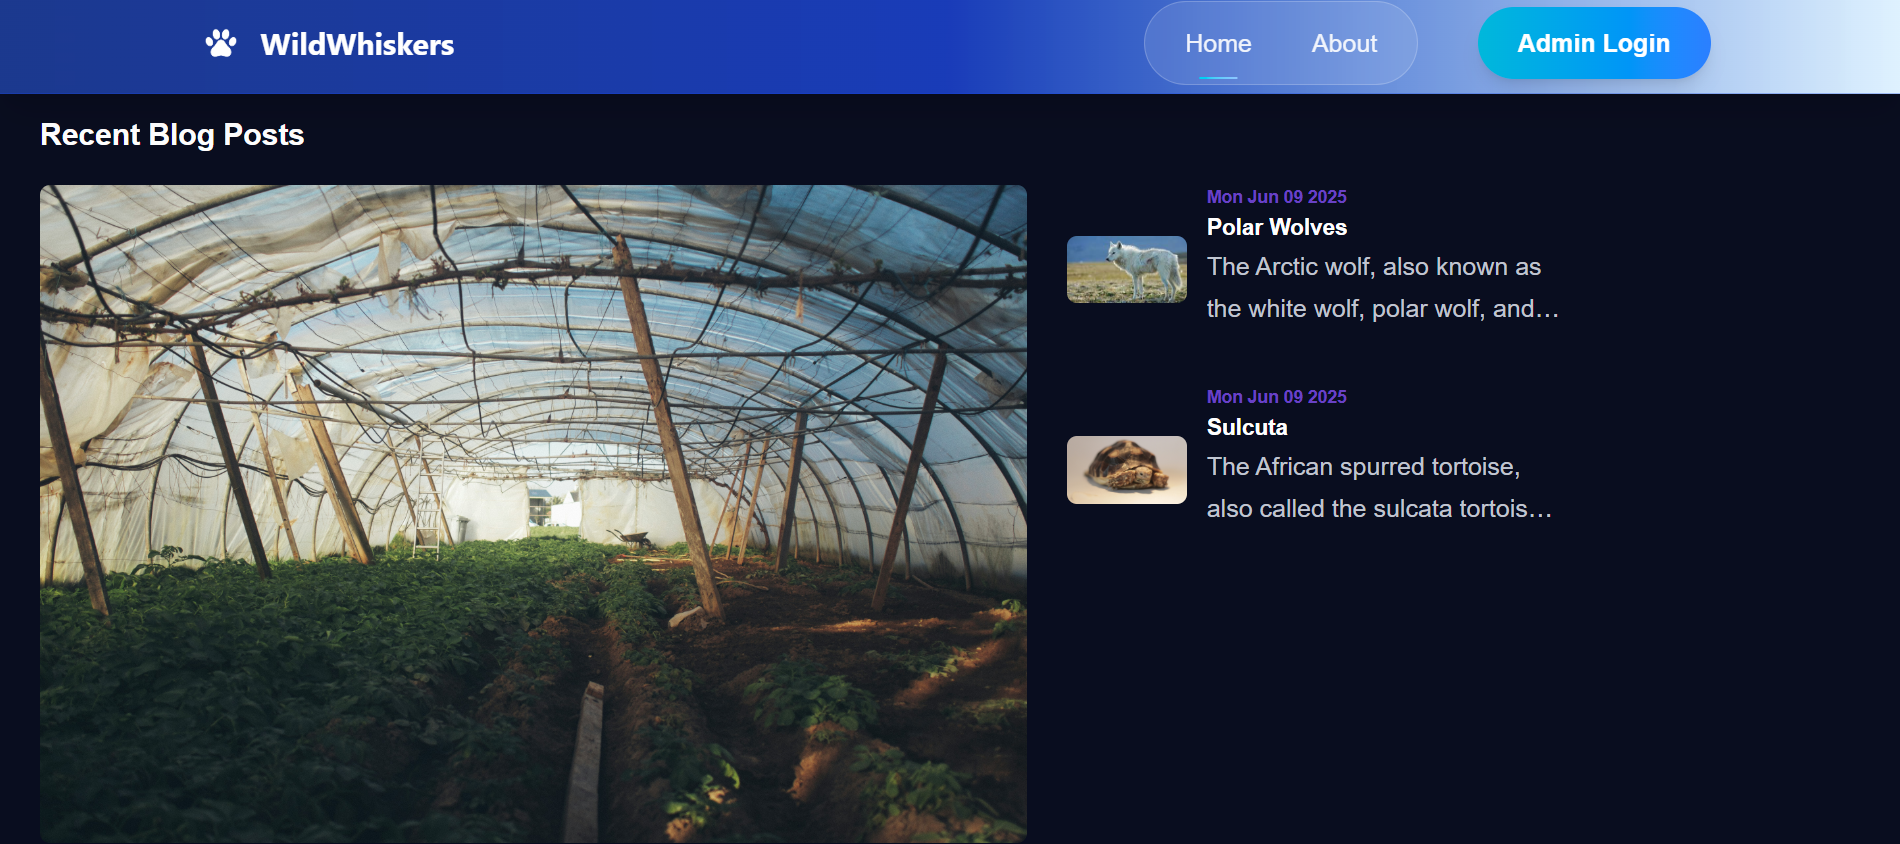 WildWhiskers
Home
About
Admin Login
Recent Blog Posts
Mon Jun 09 2025
Polar Wolves
The Arctic wolf, also known as
the white wolf, polar wolf, and…
Mon Jun 09 2025
Sulcuta
The African spurred tortoise,
also called the sulcata tortois…